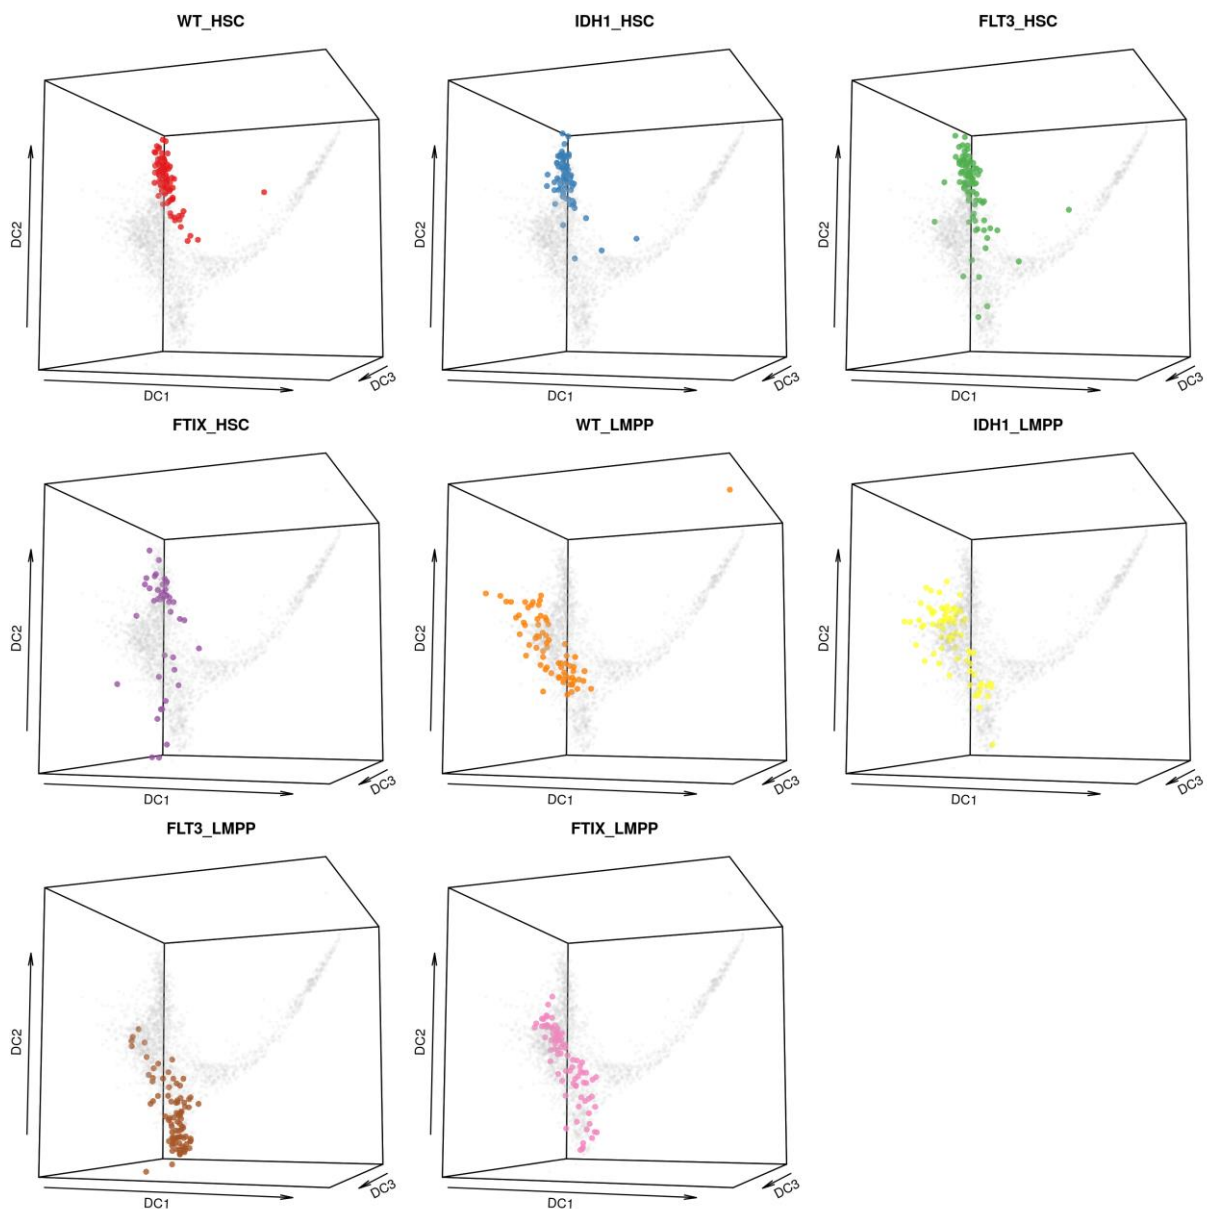 WT_HSC
DC2
DC1
DC3
IDH1_HSC
DC2
DC1
DC3
FLT3_HSC
DC2
DC1
DC3
FTIX_HSC
DC2
DC1
DC3
WT_LMPP
DC2
DC1
DC3
IDH1_LMPP
DC2
DC1
DC3
FLT3_LMPP
DC2
DC1
DC3
FTIX_LMPP
DC2
DC1
DC3